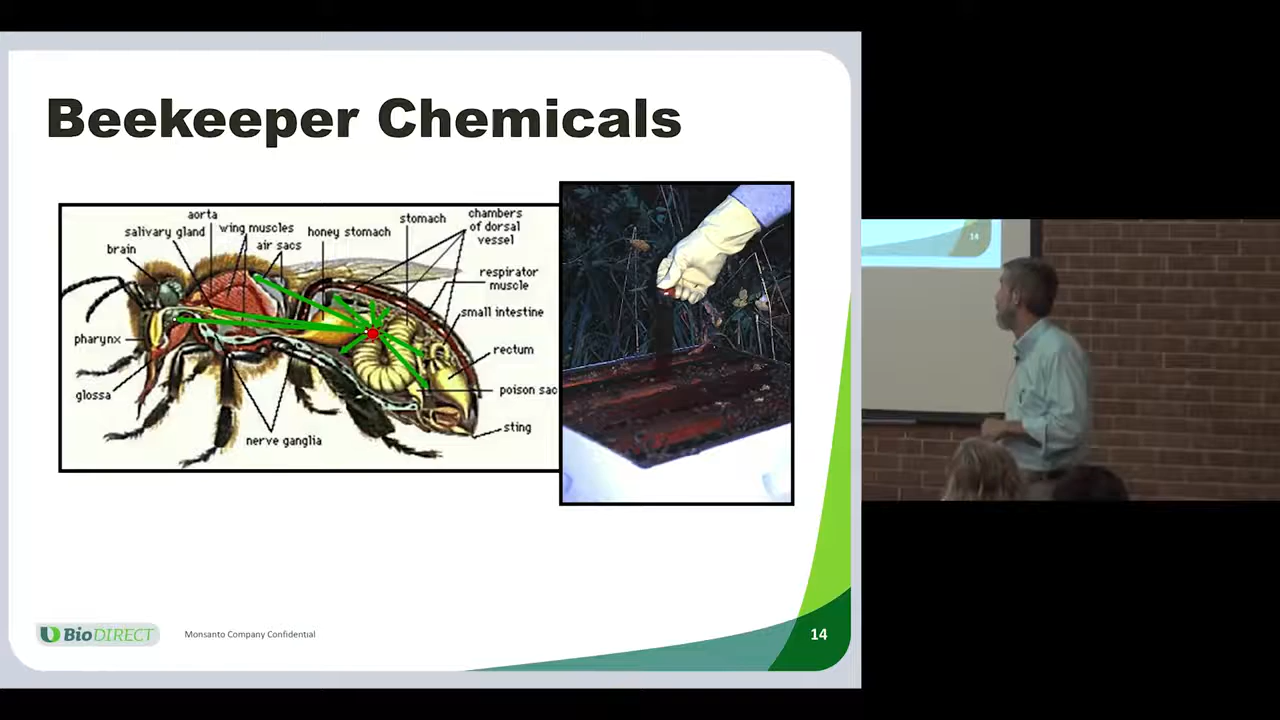 Beekeeper Chemicals
aorta
salivary gland
wing muscles
brain
air sacs
honey stomach
stomach
chambers
of dorsal
vessel
respirator
muscle
small intestine
pharynx
rectum
glossa
poison sac
nerve ganglia
sting
BioDIRECT
Monsanto Company Confidential
14
14